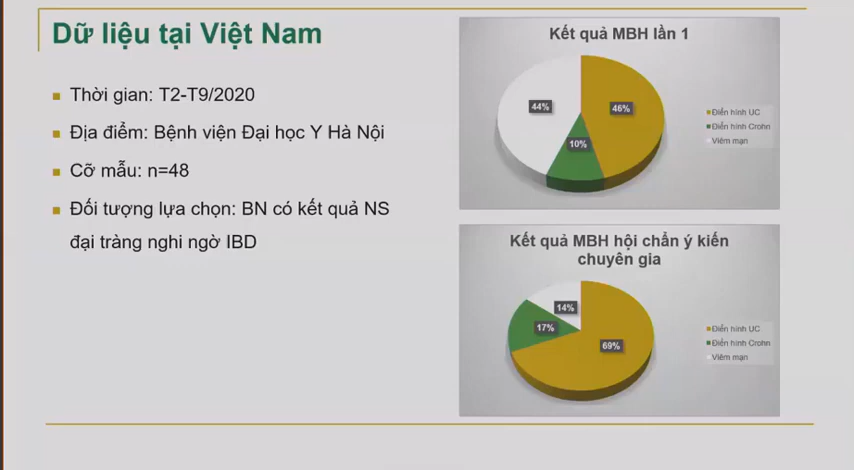 Dữ liệu tại Việt Nam
Thời gian: T2-T9/2020
Địa điểm: Bệnh viện Đại học Y Hà Nội
Cỡ mẫu: n=48
Đối tượng lựa chọn: BN có kết quả NS
đại tràng nghi ngờ IBD
Kết quả MBH lần 1
44%
46%
10%
Điển hình UC
Điển hình Crohn
Viêm mạn
Kết quả MBH hội chẩn ý kiến
chuyên gia
14%
17%
69%
Điển hình UC
Điển hình Crohn
Viêm mạn